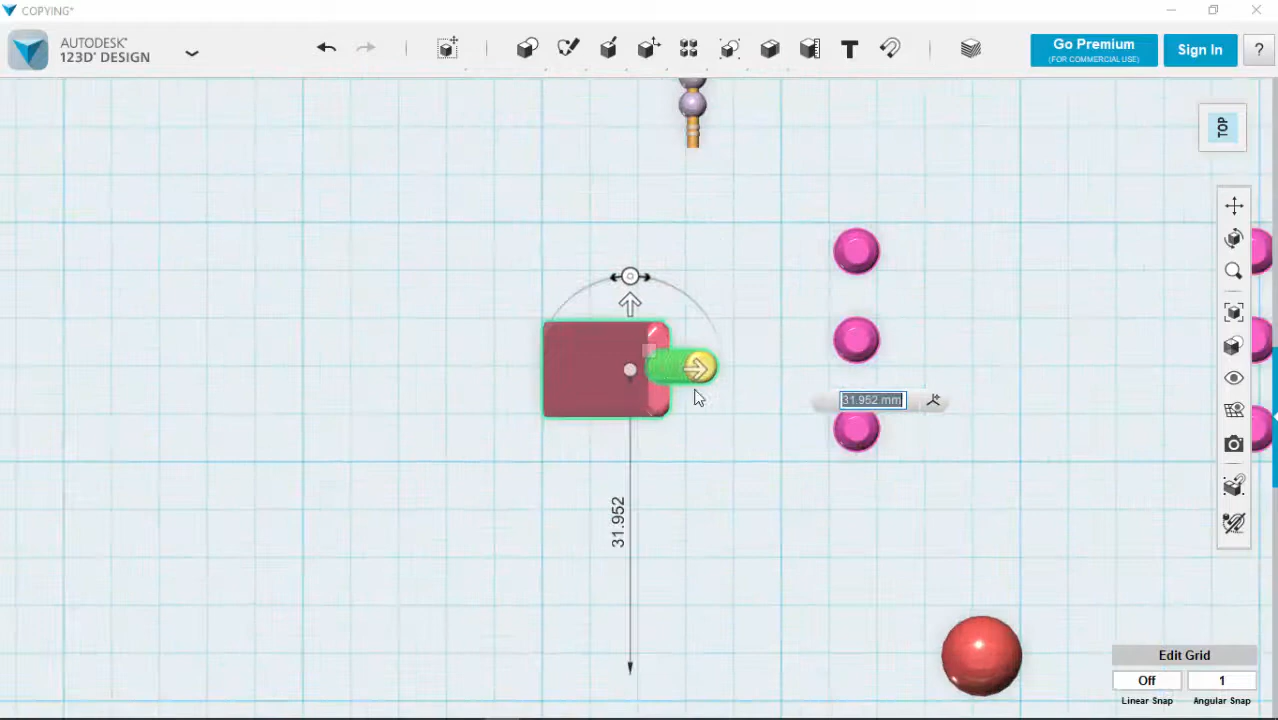 COPYING*
AUTODESK®
123D® DESIGN
Go Premium
(FOR COMMERCIAL USE)
Sign In
?
T
TOP
31.952 mm
31.952
Edit Grid
Off
1
Linear Snap
Angular Snap